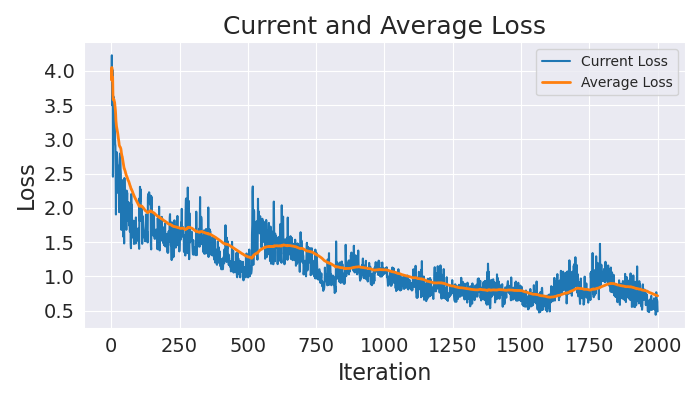 Current and Average Loss
Current Loss
Average Loss
4.0
3.5
3.0
2.5
2.0
1.5
1.0
0.5
Loss
0 250 500 750 1000 1250 1500 1750 2000
Iteration